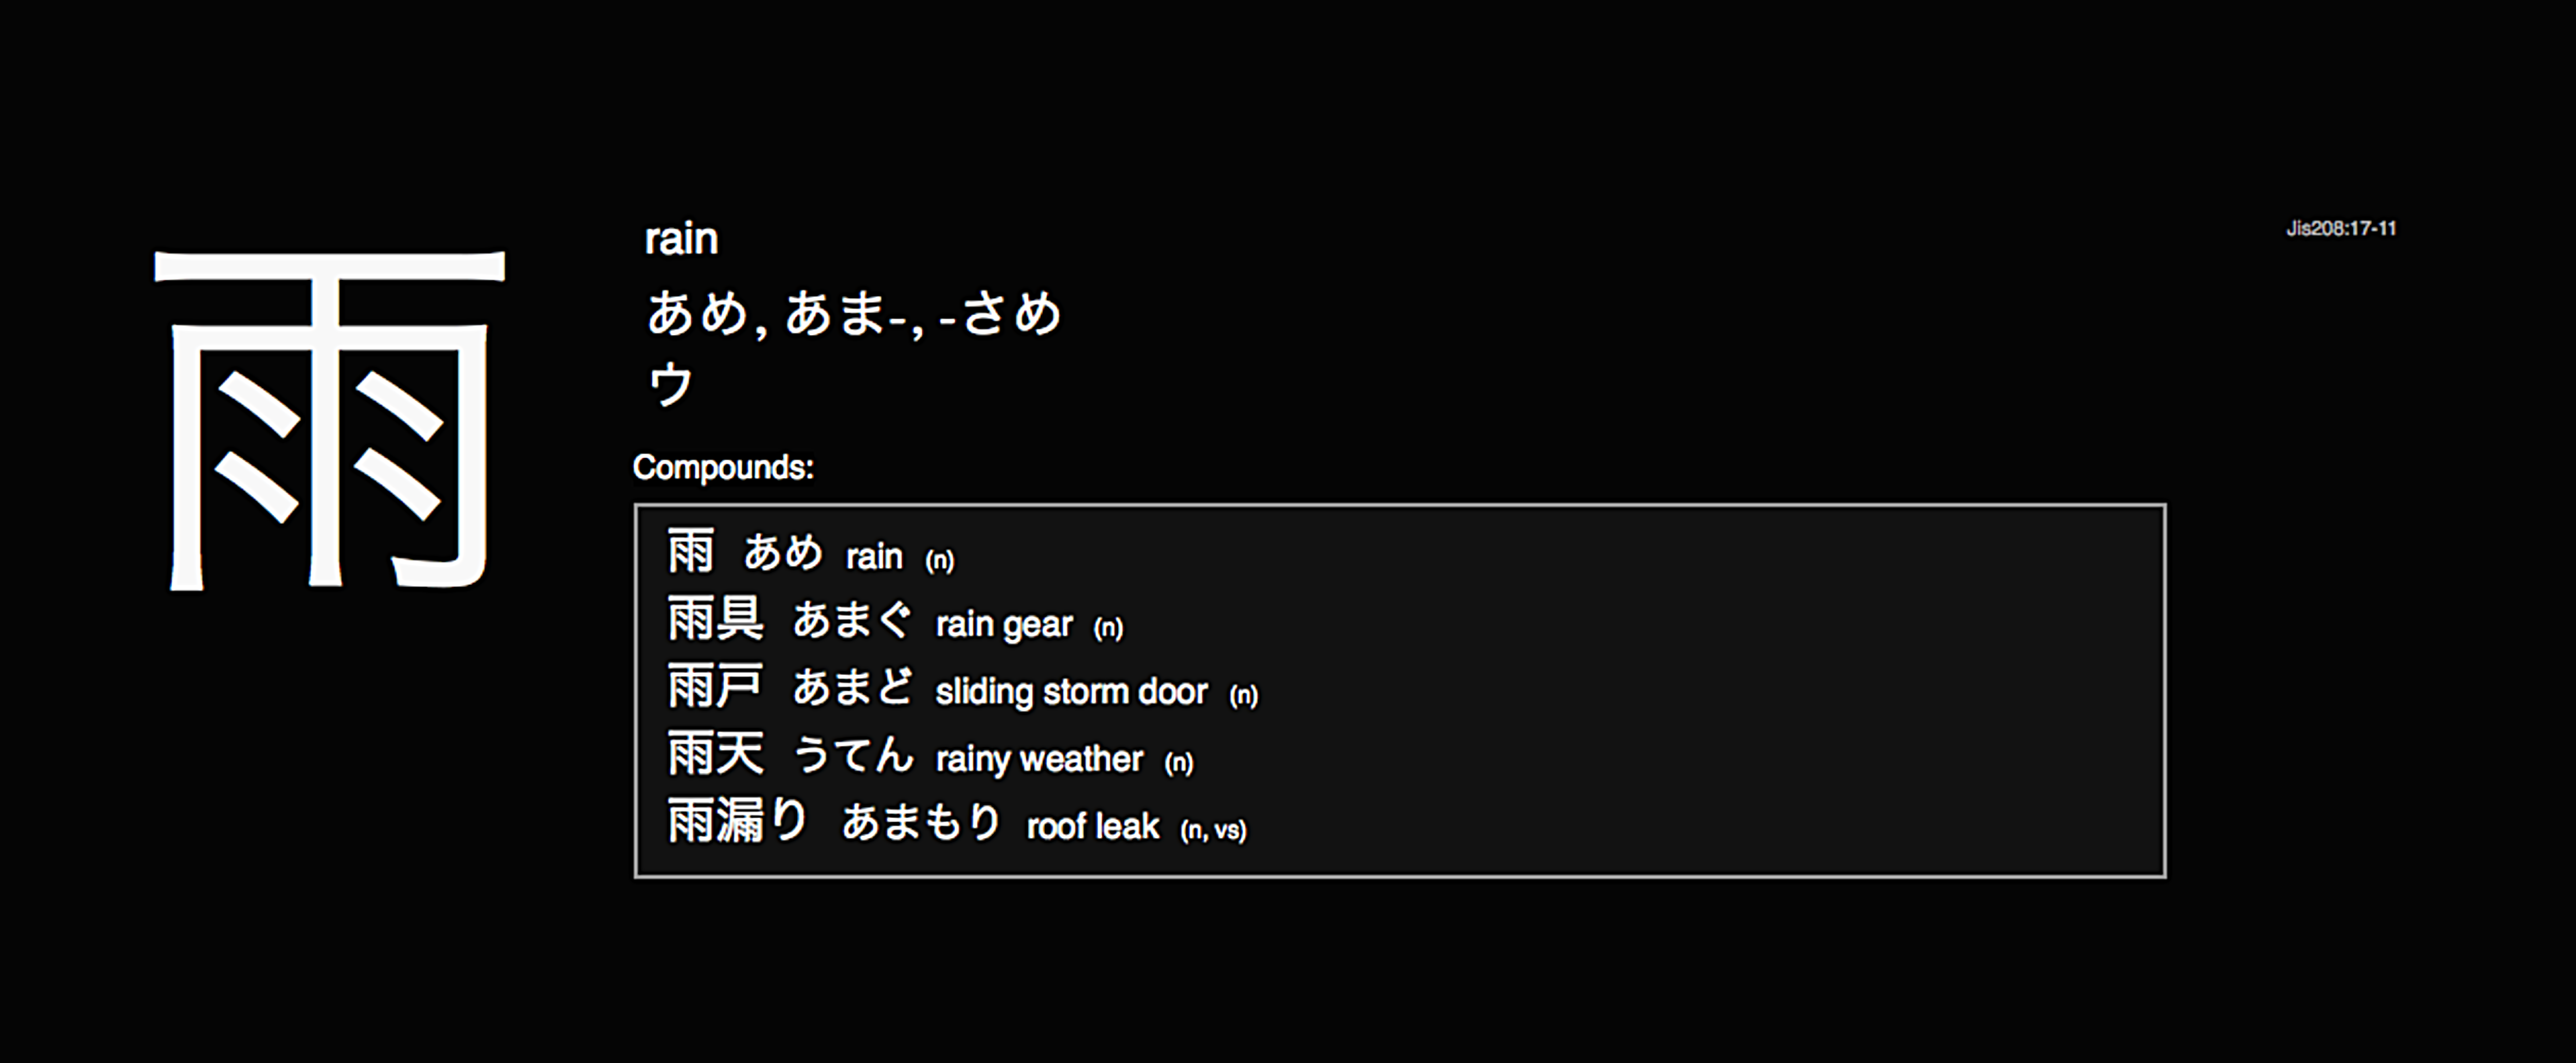 雨
rain
あめ, あま-, -さめ
ウ
Jis208:17-11
Compounds:
雨 あめ rain (n)
雨具 あまぐ rain gear (n)
雨戸 あまど sliding storm door (n)
雨天 うてん rainy weather (n)
雨漏り あまもり roof leak (n, vs)